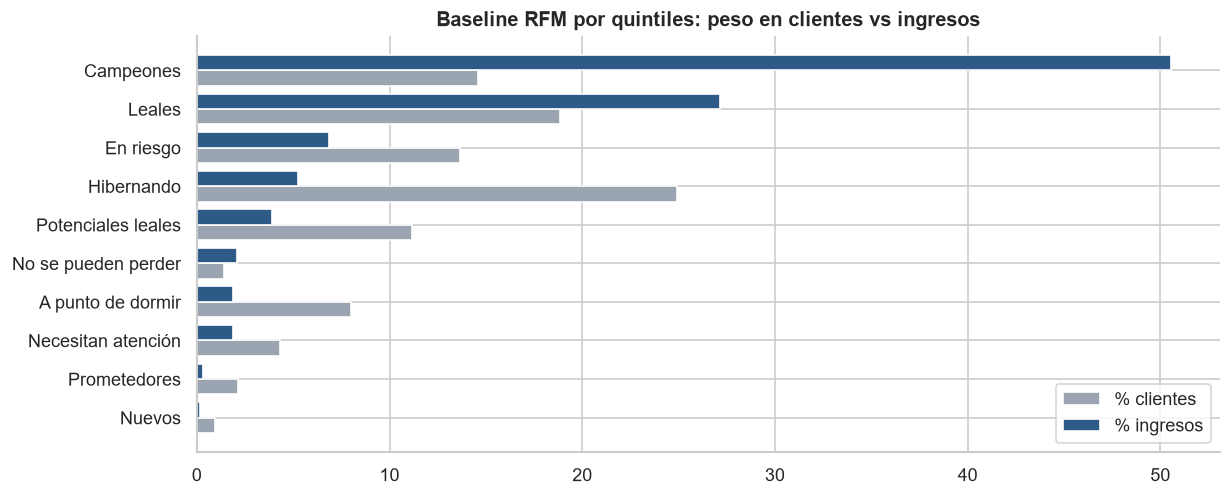 Baseline RFM por quintiles: peso en clientes vs ingresos
Campeones
Leales
En riesgo
Hibernando
Potenciales leales
No se pueden perder
A punto de dormir
Necesitan atención
Prometedores
Nuevos
% clientes
% ingresos
0 10 20 30 40 50